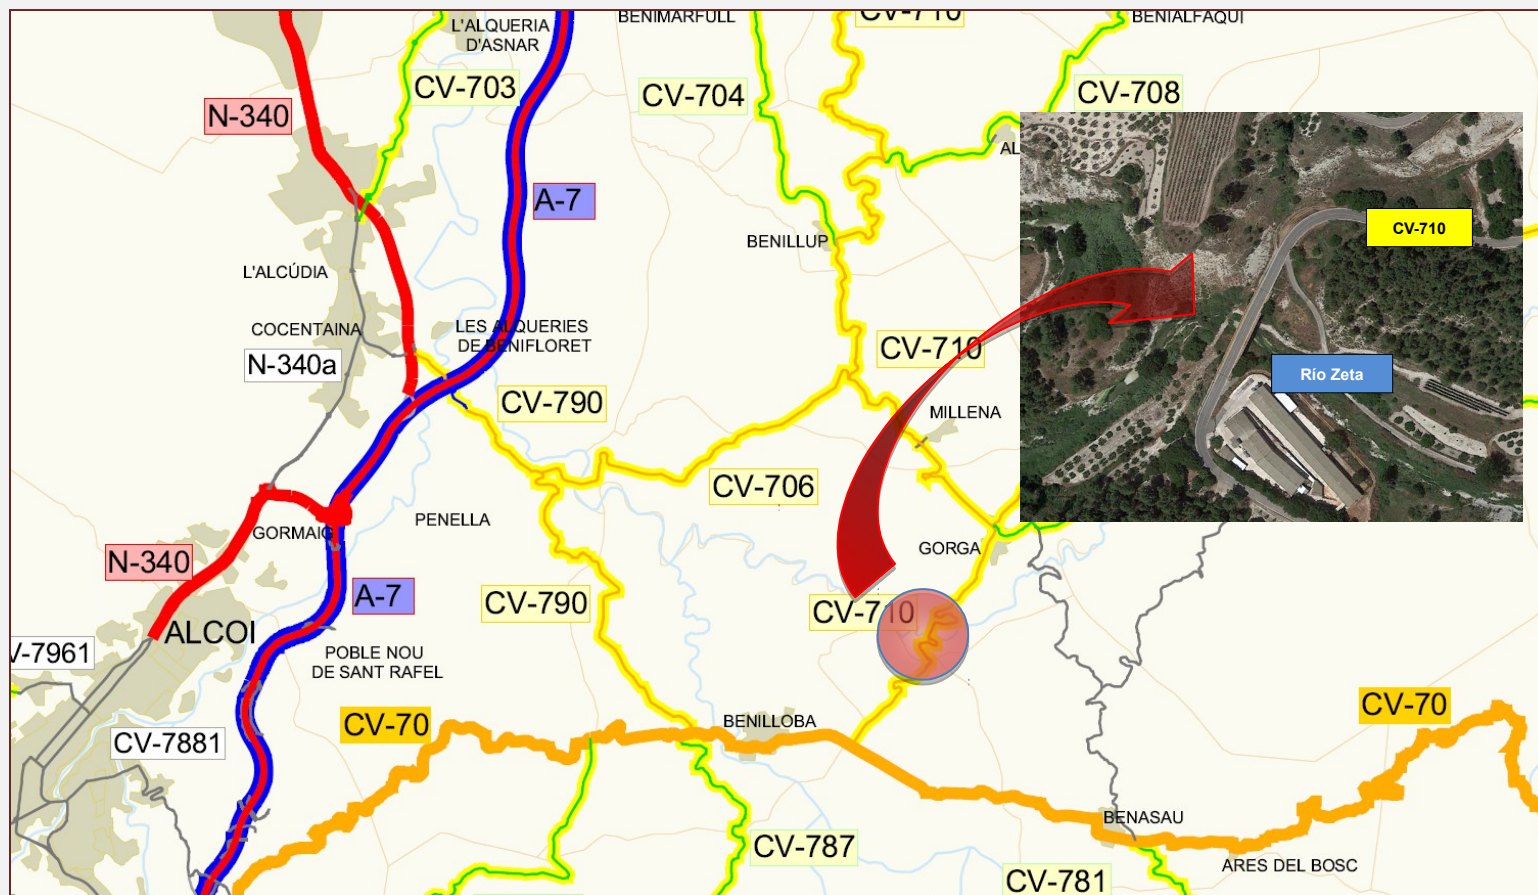 L'ALQUERIA
D'ASNAR
BENIMARFULL
CV-710
BENIALFAQUI
CV-703
CV-704
CV-708
N-340
AL
A-7
CV-710
BENILLUP
L'ALCÚDIA
COCENTAINA
LES ALQUERIES
DE BENIFLORET
N-340a
CV-710
Río Zeta
CV-790
MILLENA
CV-706
PENELLA
GORMAIG
GORGA
N-340
A-7
CV-790
CV-710
ALCOI
V-7961
POBLE NOU
DE SANT RAFEL
CV-70
BENILLOBA
CV-70
CV-7881
BENASAU
CV-787
ARES DEL BOSC
CV-781